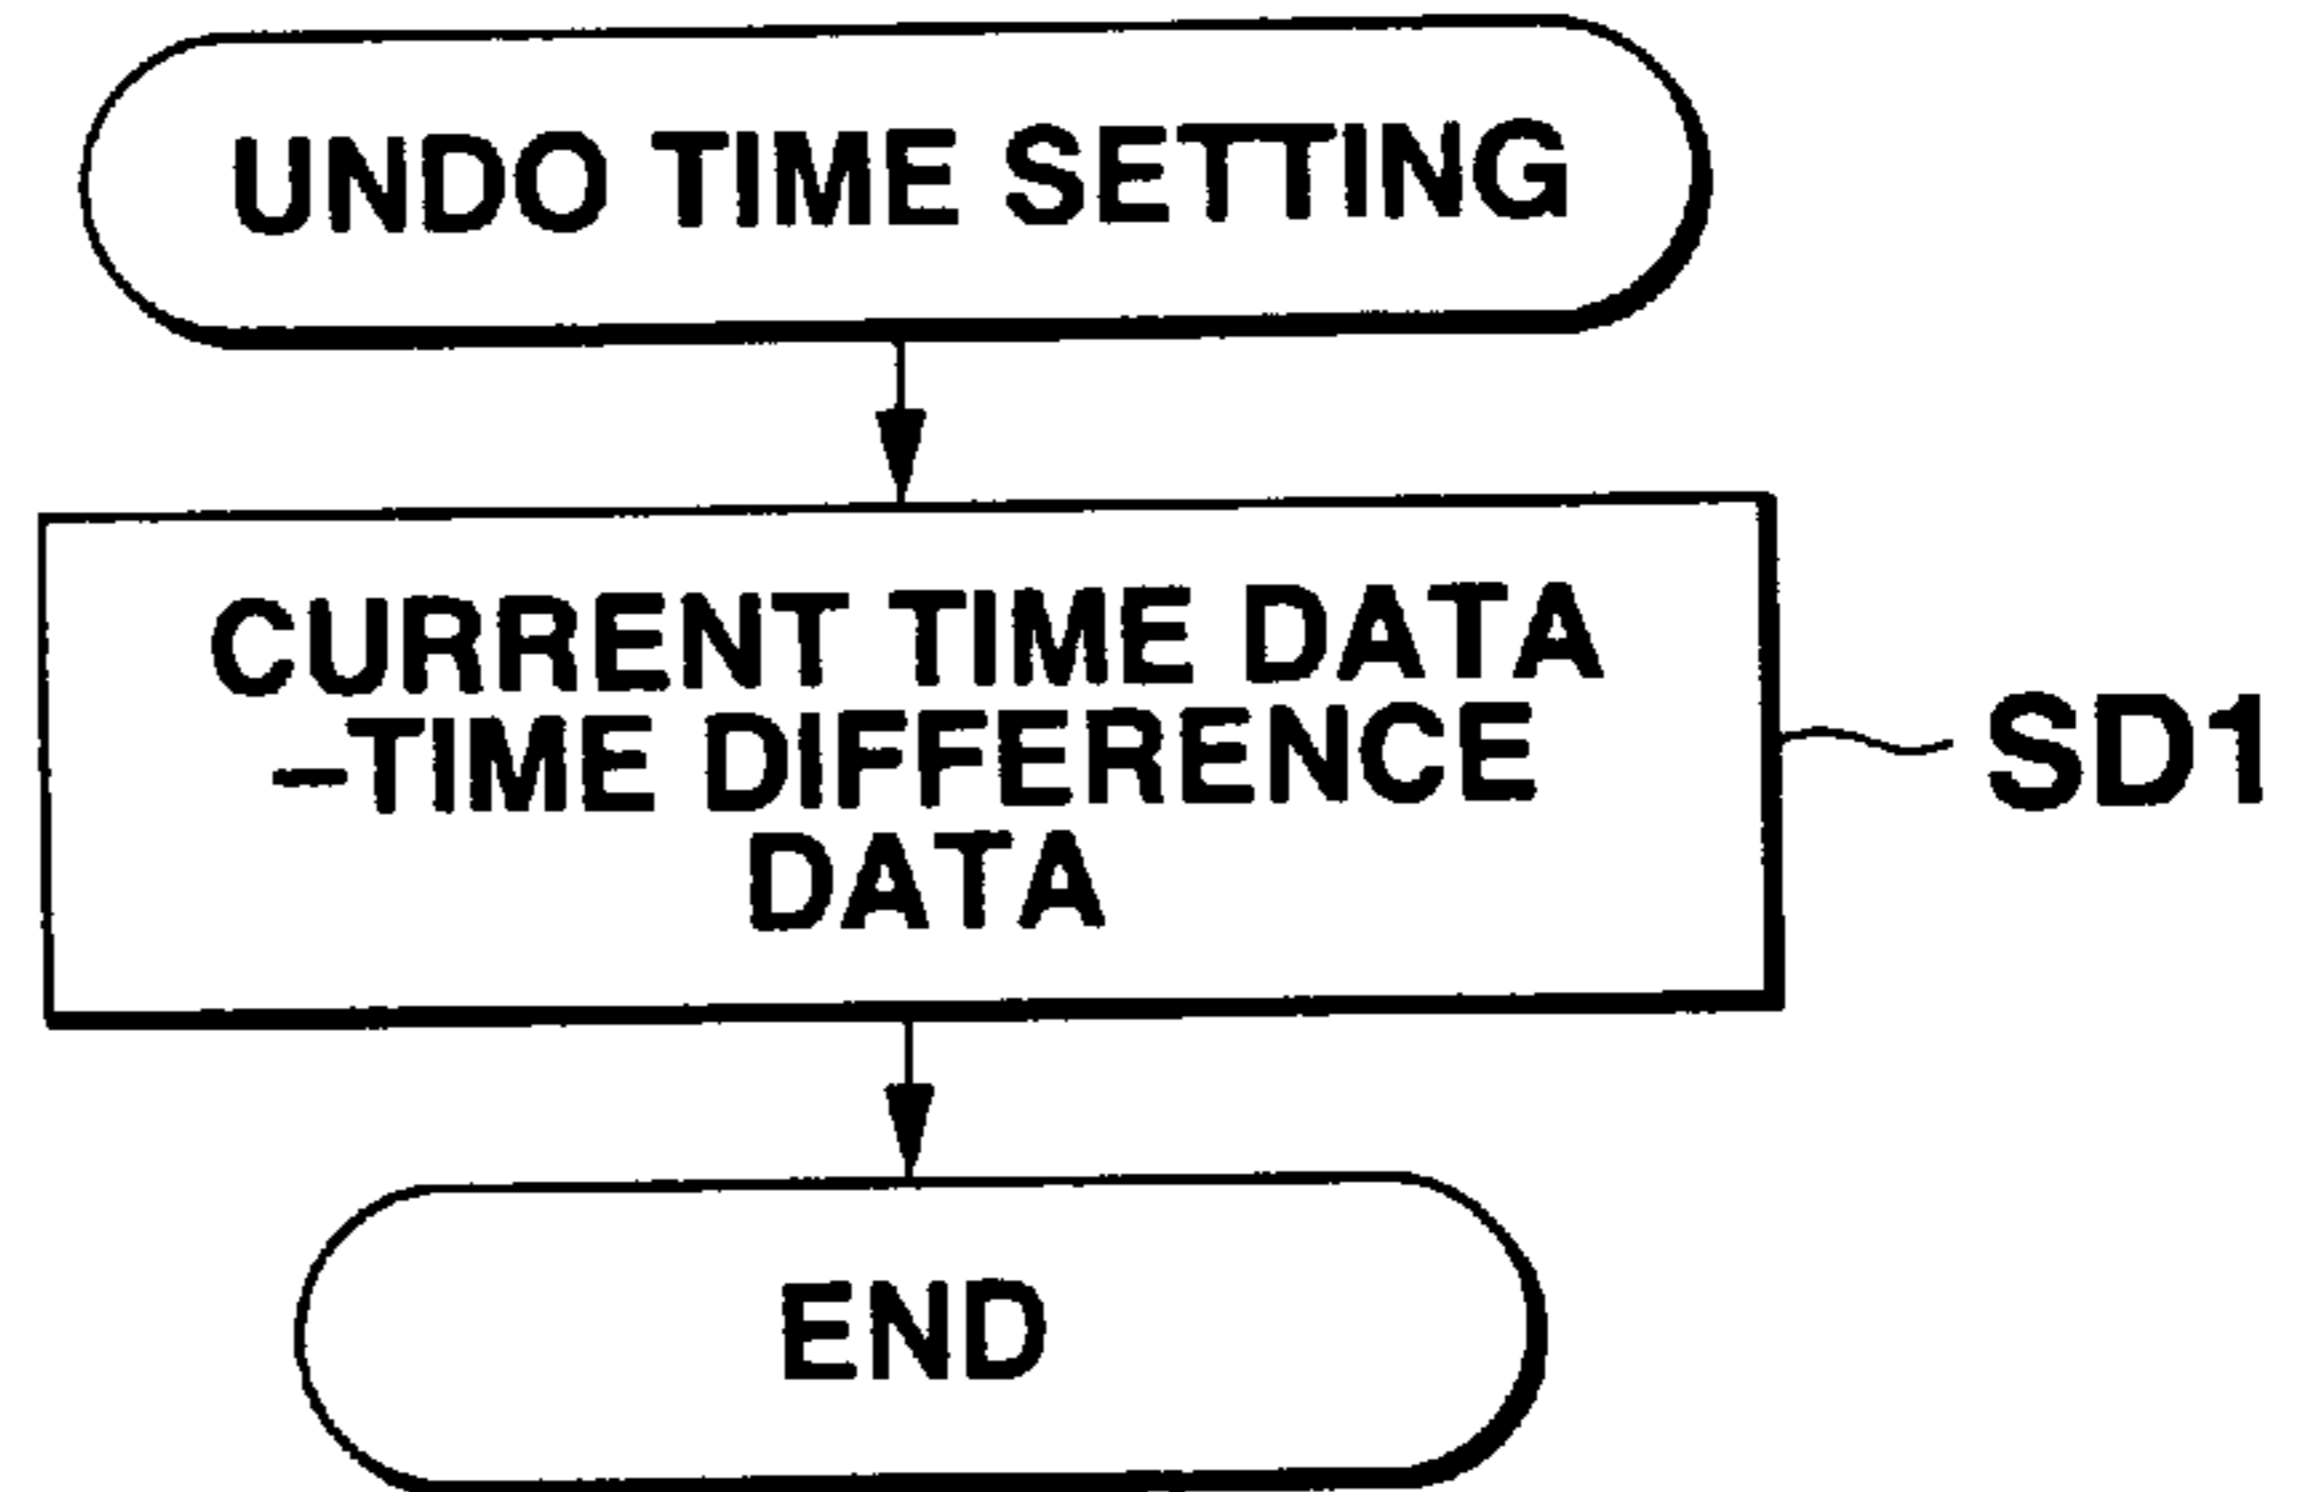 UNDO TIME SETTING
CURRENT TIME DATA
–TIME DIFFERENCE
DATA
SD1
END